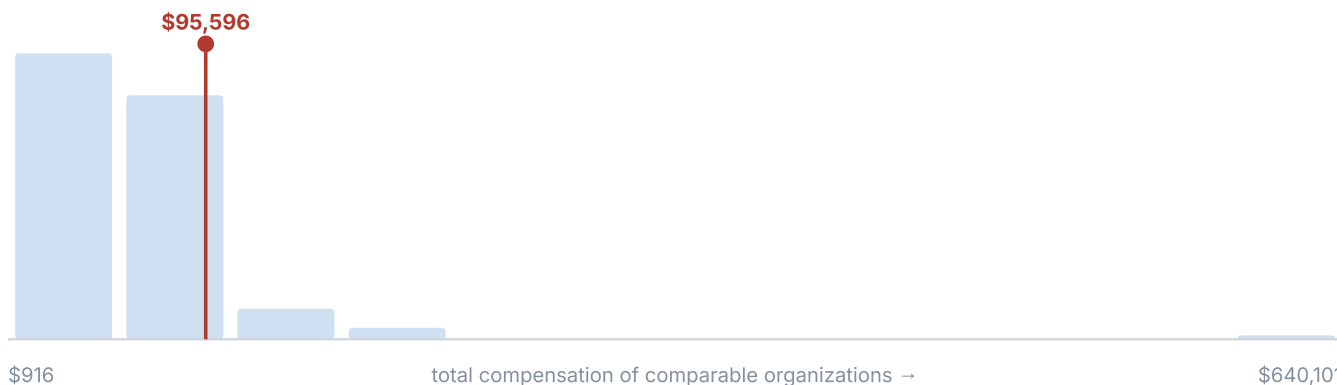 $95,596
$916 total compensation of comparable organizations → $640,10